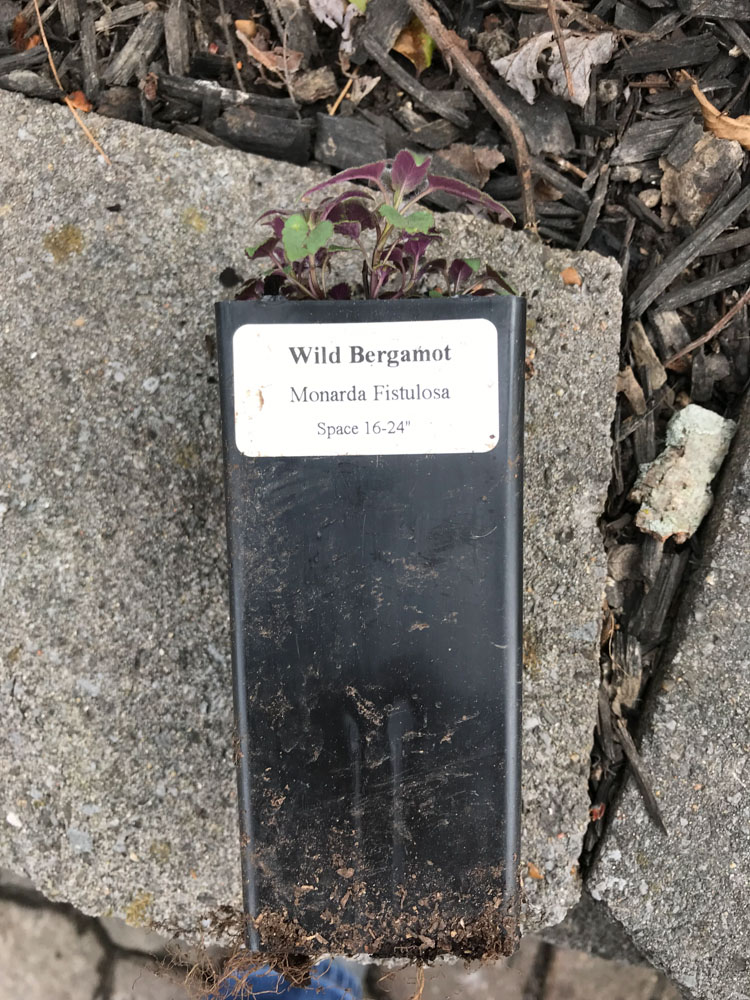 Wild Bergamot
Monarda Fistulosa
Space 16-24"